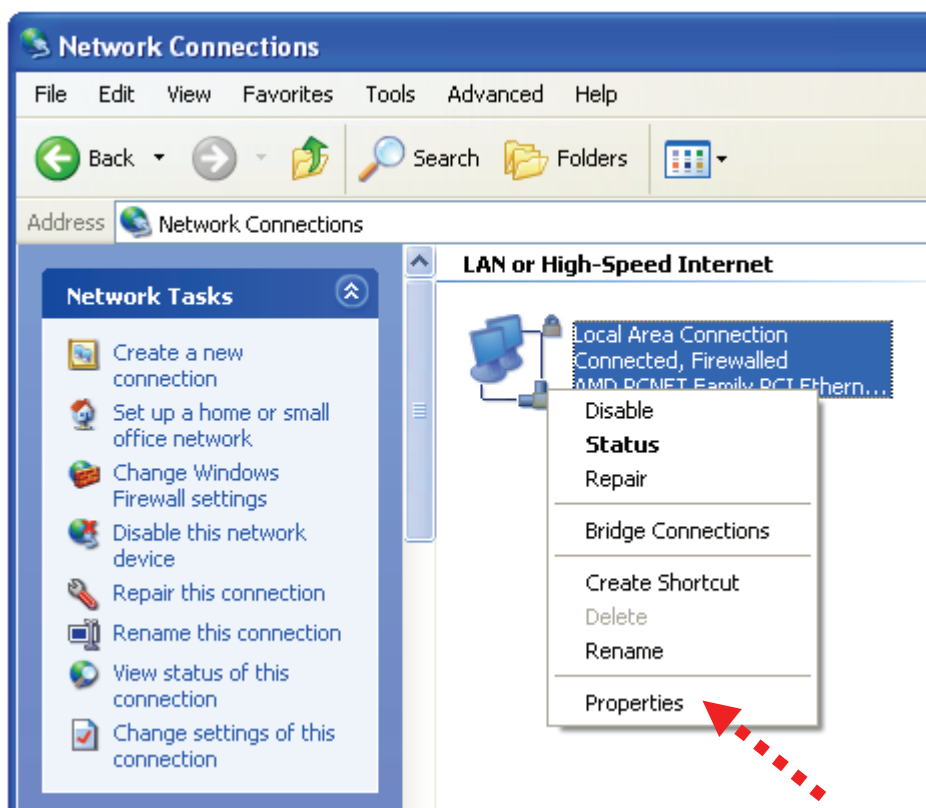 Network Connections
File Edit View Favorites Tools Advanced Help
Back Search Folders
Address Network Connections
Network Tasks
Create a new
connection
Set up a home or small
office network
Change Windows
Firewall settings
Disable this network
device
Repair this connection
Rename this connection
View status of this
connection
Change settings of this
connection
LAN or High-Speed Internet
Local Area Connection
Connected, Firewalled
AMD PCNET Family PCI Ethern...
Disable
Status
Repair
Bridge Connections
Create Shortcut
Delete
Rename
Properties